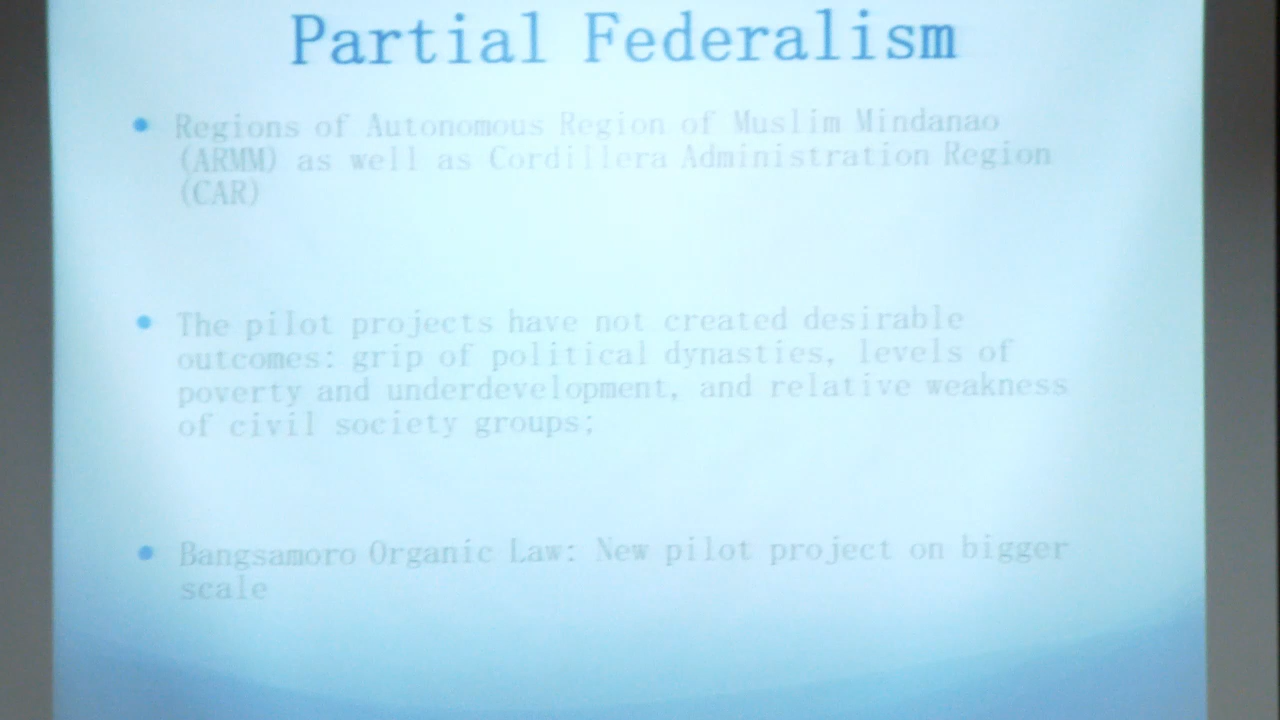 Partial Federalism
• Regions of Autonomous Region of Muslim Mindanao
(ARMM) as well as Cordillera Administration Region
(CAR)
• The pilot projects have not created desirable
outcomes: grip of political dynasties, levels of
poverty and underdevelopment, and relative weakness
of civil society groups;
• Bangsamoro Organic Law: New pilot project on bigger
scale